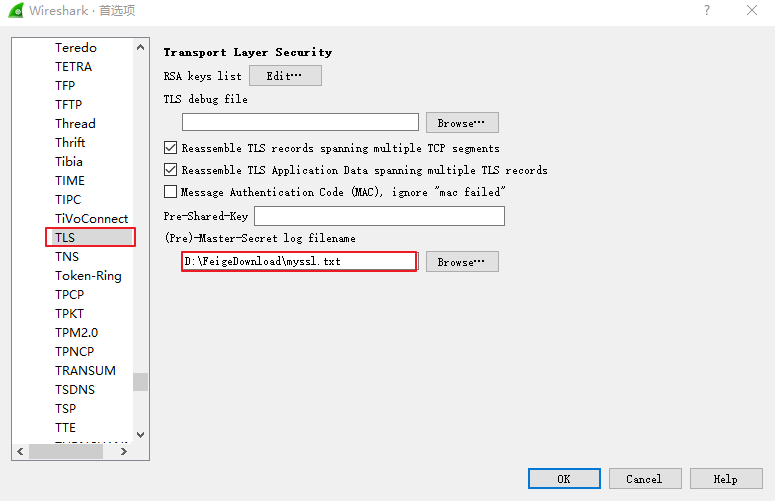 Wireshark · 首选项
?
Teredo
TETRA
TFP
TFTP
Thread
Thrift
Tibia
TIME
TIPC
TiVoConnect
TLS
TNS
Token-Ring
TPCP
TPKT
TPM2.0
TPNCP
TRANSUM
TSDNS
TSP
TTE
Transport Layer Security
RSA keys list Edit…
TLS debug file
Browse…
Reassemble TLS records spanning multiple TCP segments
Reassemble TLS Application Data spanning multiple TLS records
Message Authentication Code (MAC), ignore "mac failed"
Pre-Shared-Key
(Pre)-Master-Secret log filename
D:\FeigeDownload\myssl.txt Browse…
OK Cancel Help